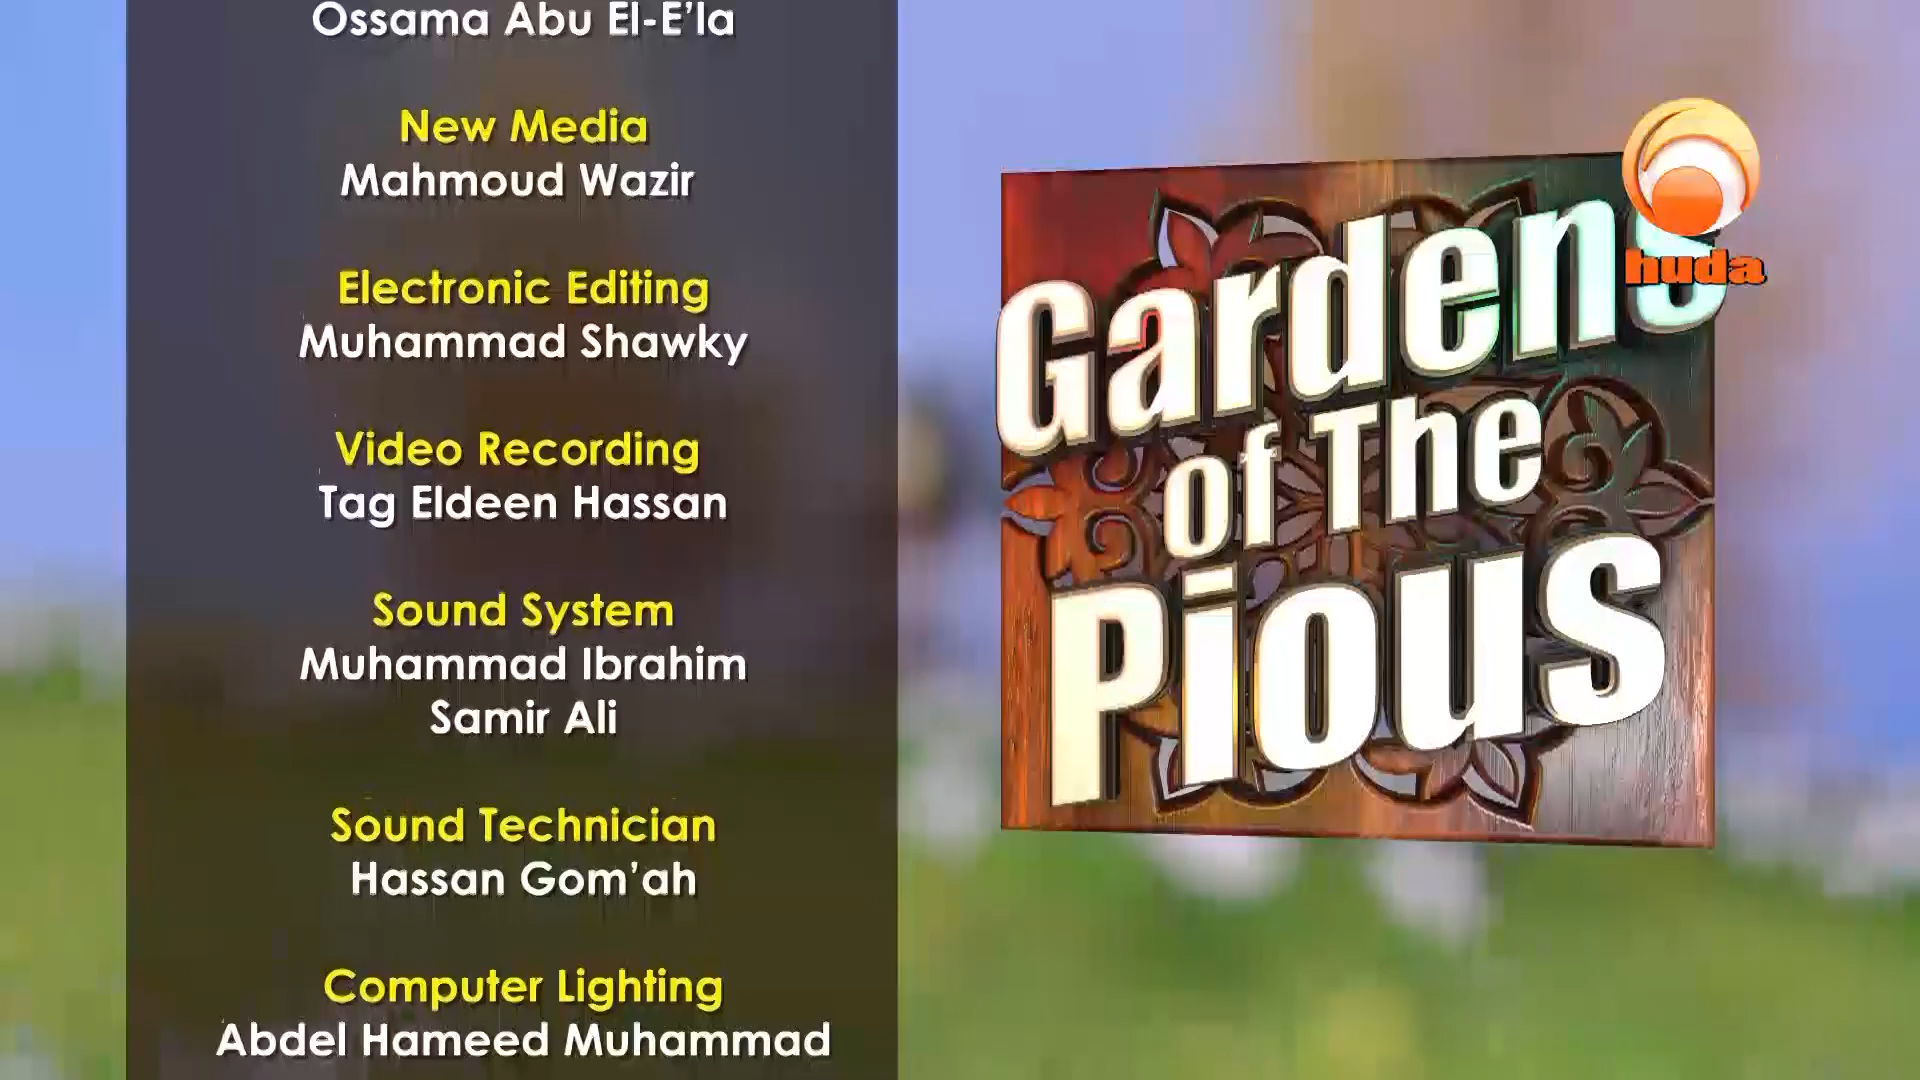 Ossama Abu El-E’la
New Media
Mahmoud Wazir
Electronic Editing
Muhammad Shawky
Video Recording
Tag Eldeen Hassan
Sound System
Muhammad Ibrahim
Samir Ali
Sound Technician
Hassan Gom’ah
Computer Lighting
Abdel Hameed Muhammad
Gardens
of The
Pious
huda